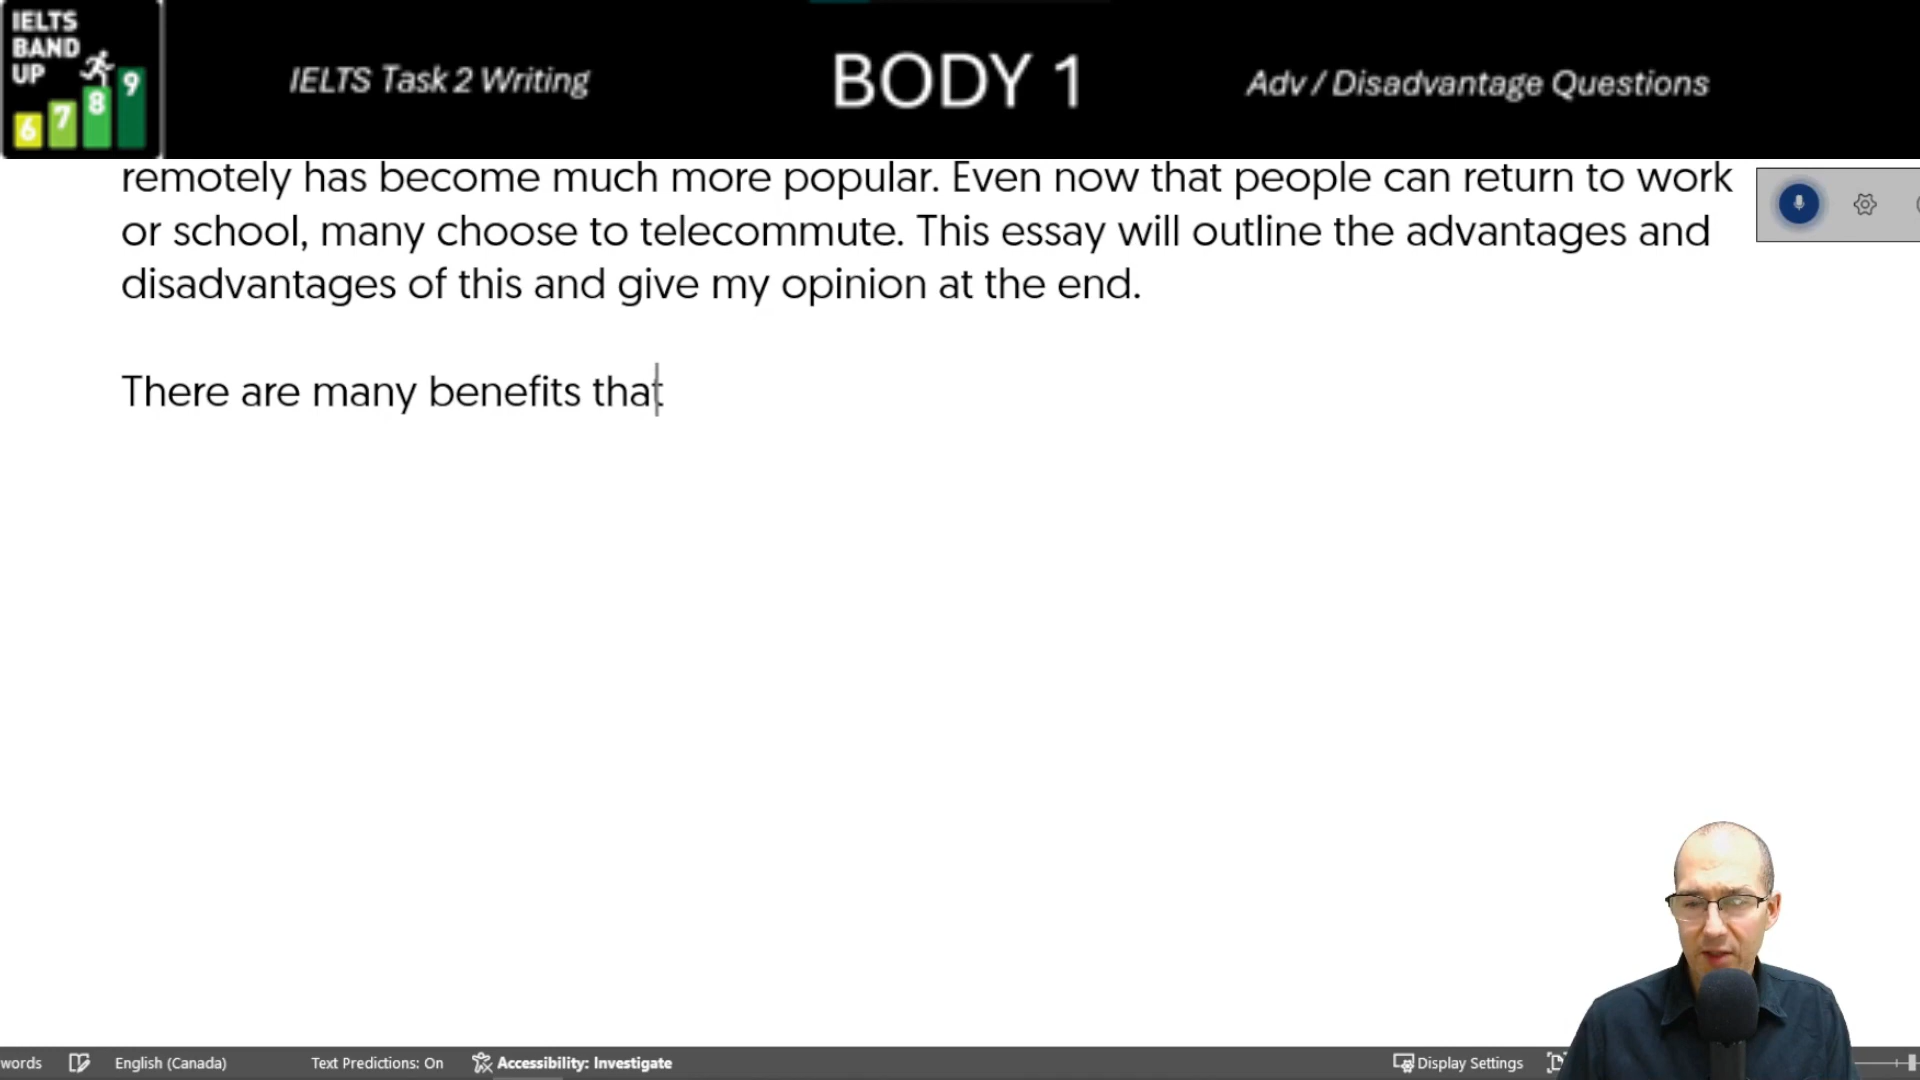 IELTS
BAND
UP
6 7 8 9
IELTS Task 2 Writing
BODY 1
Adv / Disadvantage Questions
remotely has become much more popular. Even now that people can return to work
or school, many choose to telecommute. This essay will outline the advantages and
disadvantages of this and give my opinion at the end.
There are many benefits that
words
English (Canada)
Text Predictions: On
Accessibility: Investigate
Display Settings